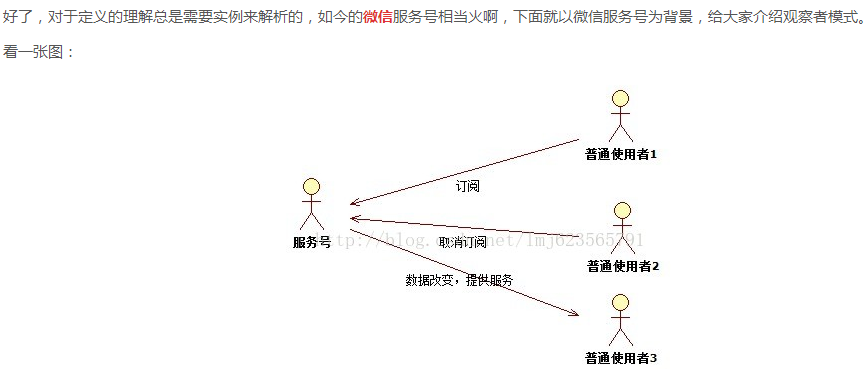 好了，对于定义的理解总是需要实例来解析的，如今的微信服务号相当火啊，下面就以微信服务号为背景，给大家介绍观察者模式。
看一张图：
普通使用者1
订阅
服务号
取消订阅
普通使用者2
数据改变，提供服务
普通使用者3